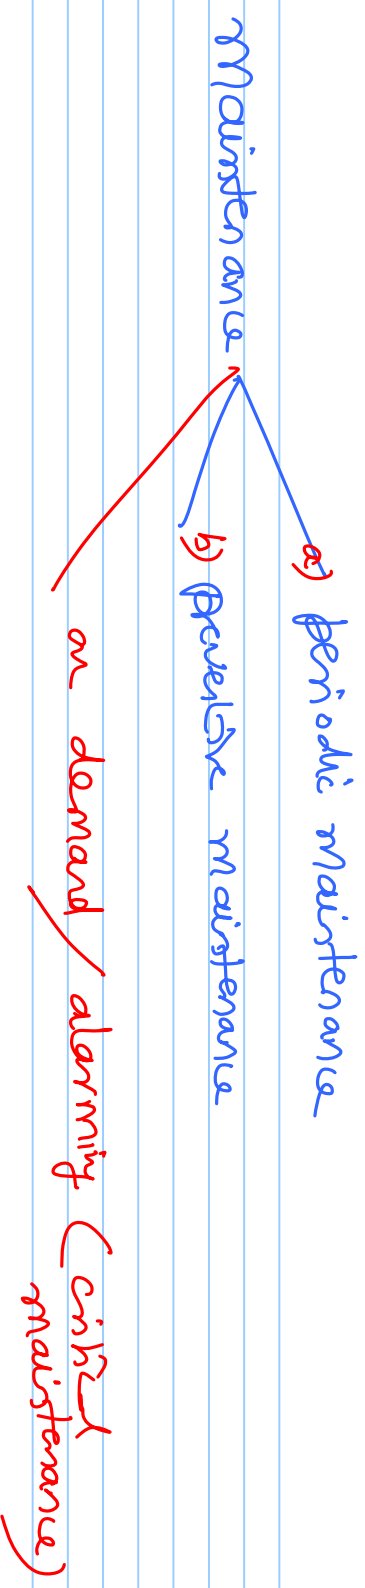 a) periodic maintenance
Maintenance
b) preventive maintenance
on demand / alarming (critical
maintenance)